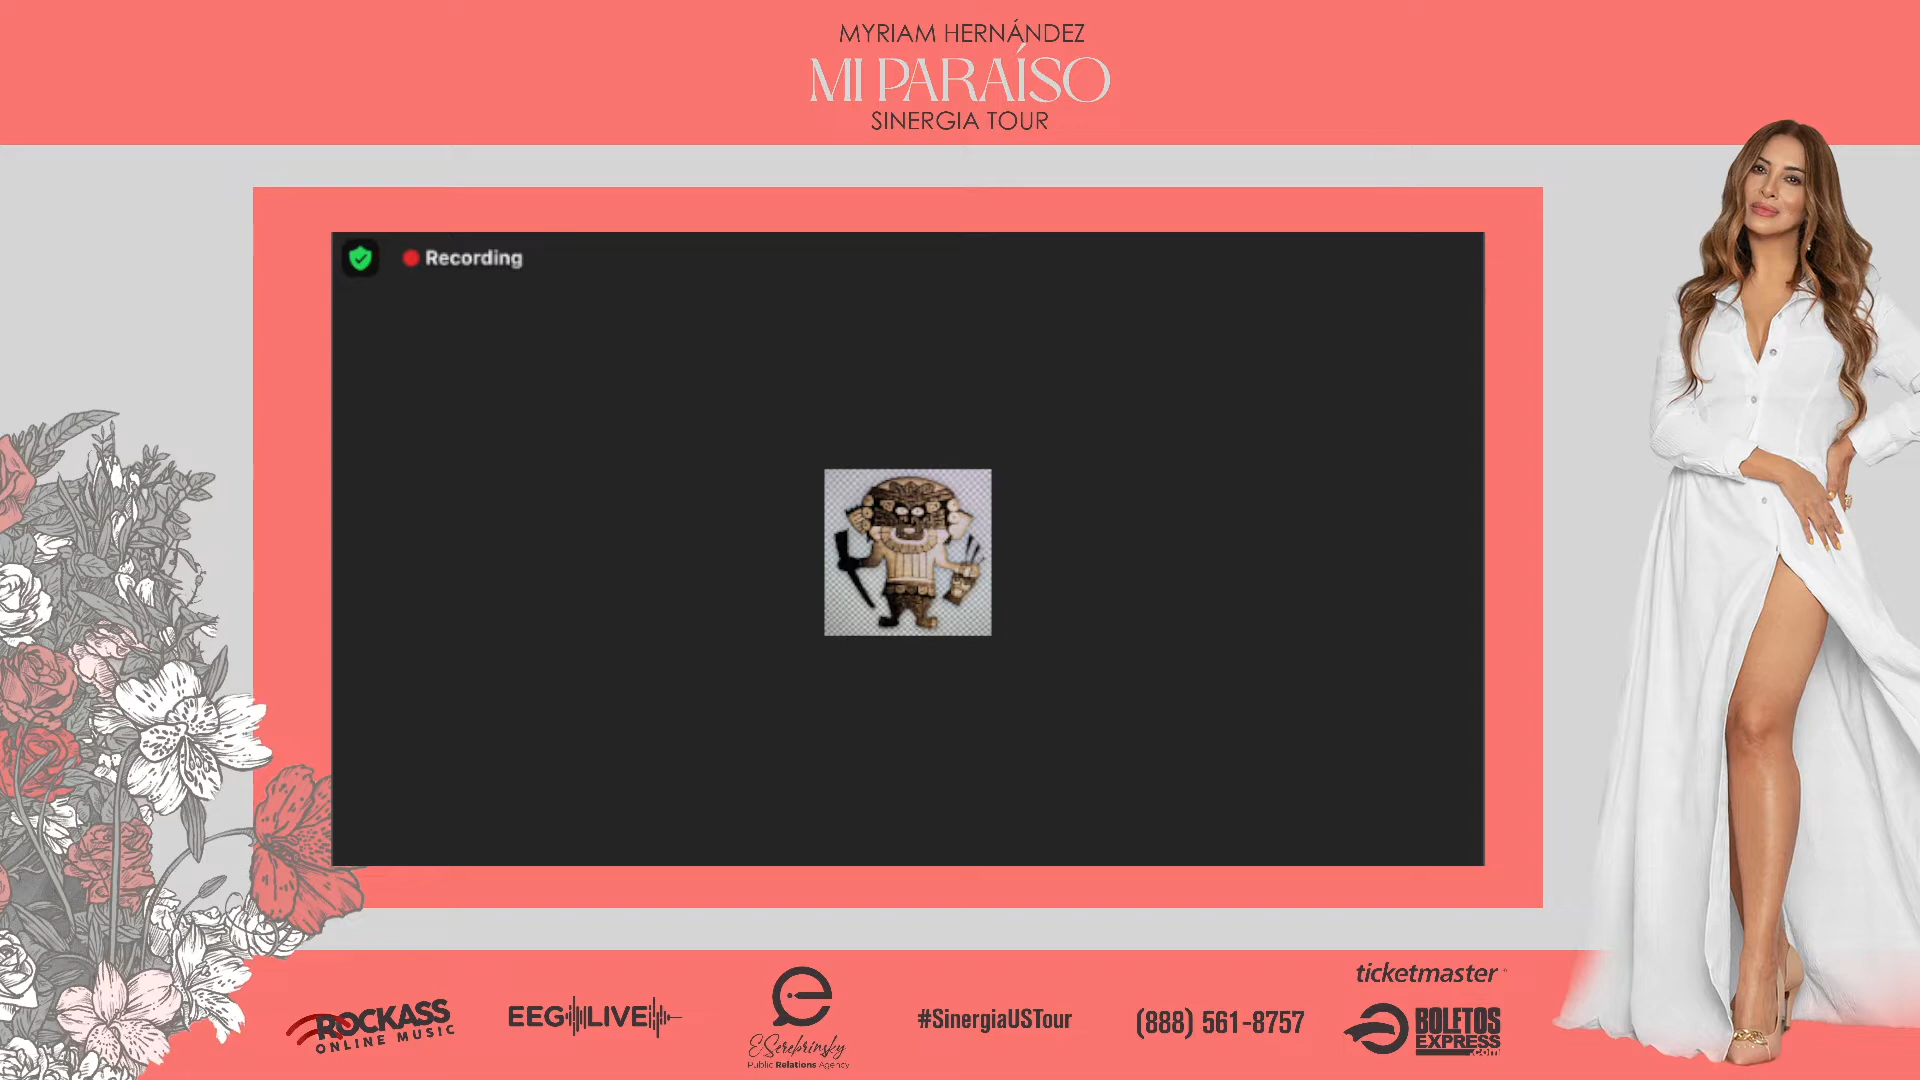 MYRIAM HERNÁNDEZ
MI PARAÍSO
SINERGIA TOUR
Recording
ROCKASS
ONLINE MUSIC
EEG LIVE
e
ESerebrinsky
Public Relations Agency
#SinergiaUSTour
(888) 561-8757
ticketmaster
BOLETOS
EXPRESS
.com